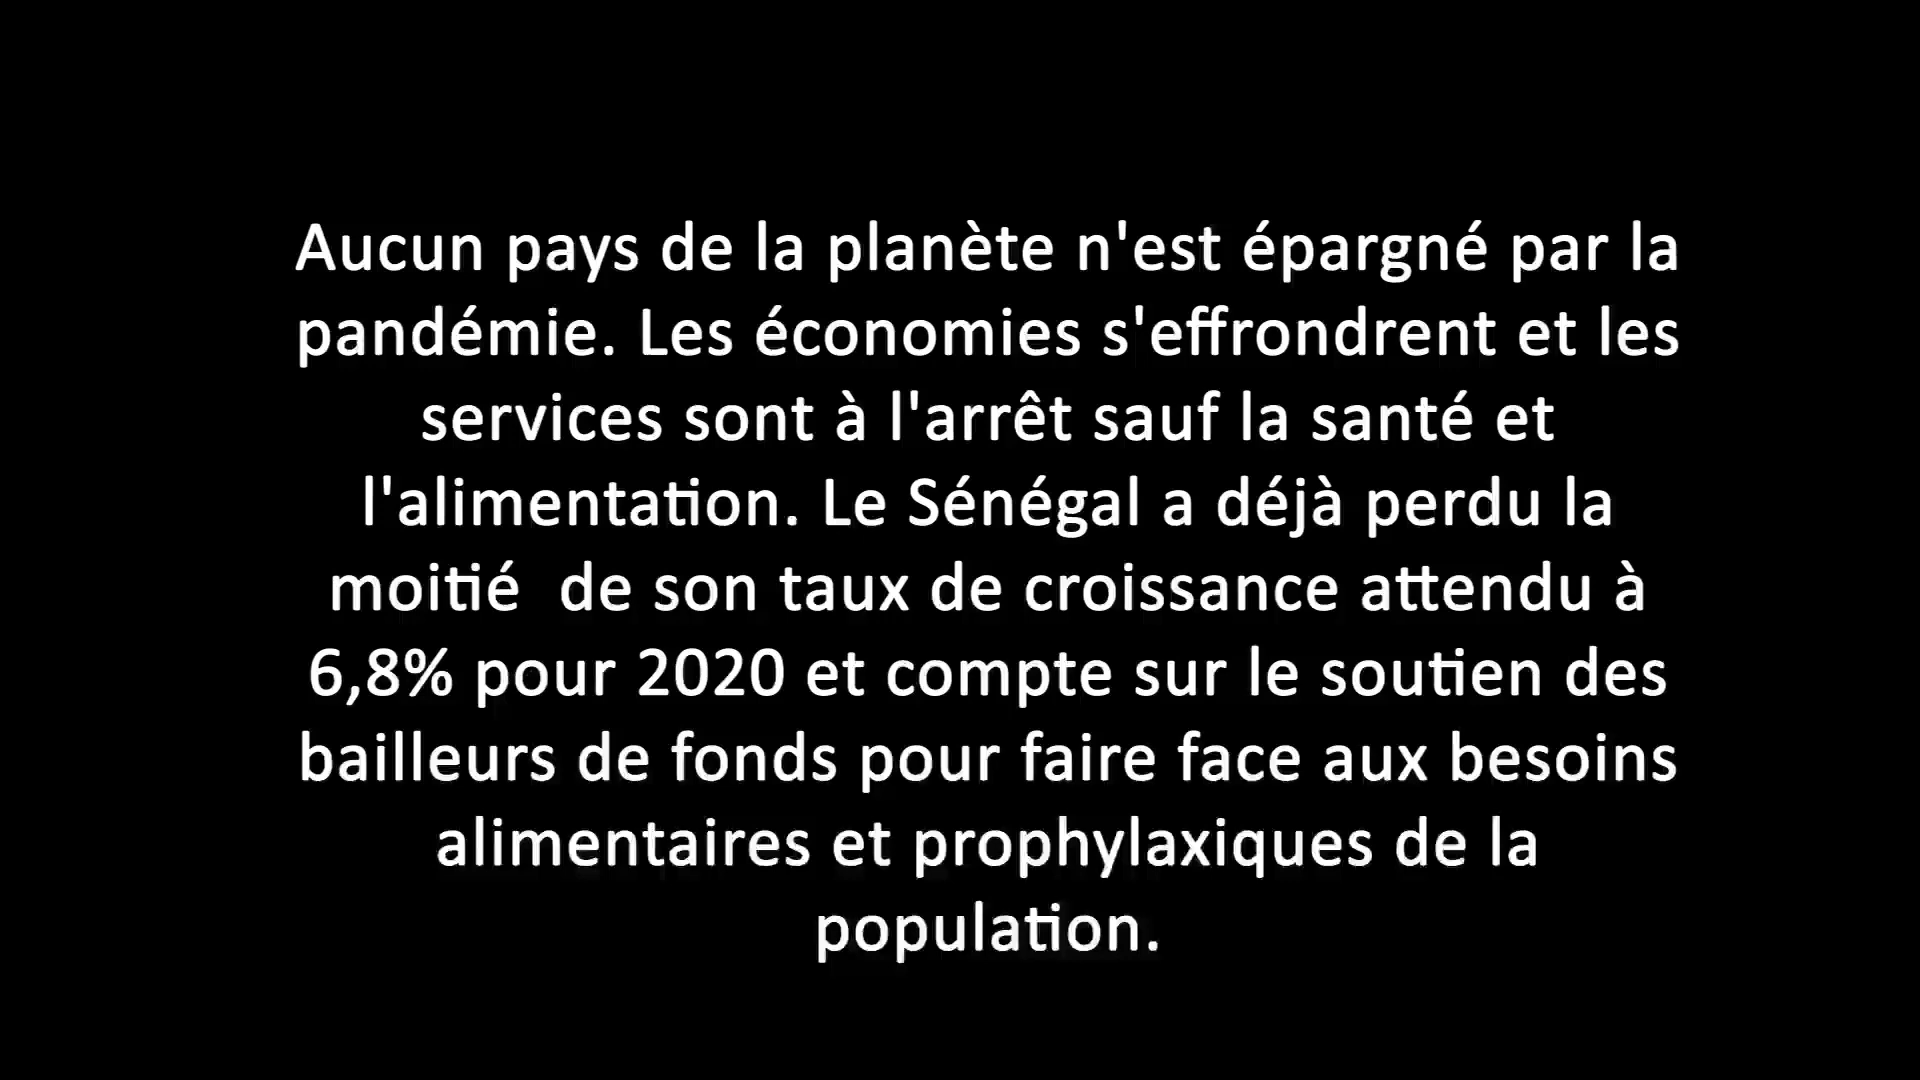 Aucun pays de la planète n'est épargné par la
pandémie. Les économies s'effrondrent et les
services sont à l'arrêt sauf la santé et
l'alimentation. Le Sénégal a déjà perdu la
moitié  de son taux de croissance attendu à
6,8% pour 2020 et compte sur le soutien des
bailleurs de fonds pour faire face aux besoins
alimentaires et prophylaxiques de la
population.